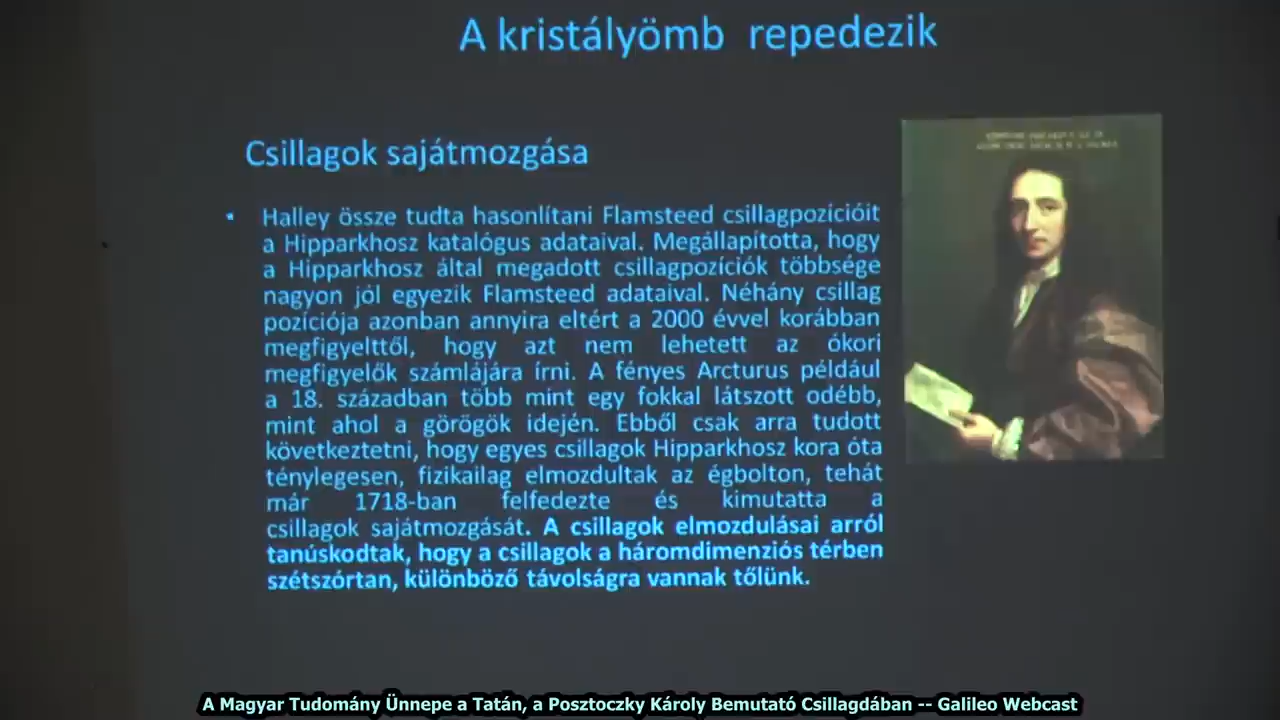 A kristályömb repedezik
Csillagok sajátmozgása
• Halley össze tudta hasonlítani Flamsteed csillagpozícióit
a Hipparkhosz katalógus adataival. Megállapította, hogy
a Hipparkhosz által megadott csillagpozíciók többsége
nagyon jól egyezik Flamsteed adataival. Néhány csillag
pozíciója azonban annyira eltért a 2000 évvel korábban
megfigyelttől, hogy azt nem lehetett az ókori
megfigyelők számlájára írni. A fényes Arcturus például
a 18. században több mint egy fokkal látszott odébb,
mint ahol a görögök idején. Ebből csak arra tudott
következtetni, hogy egyes csillagok Hipparkhosz kora óta
ténylegesen, fizikailag elmozdultak az égbolton, tehát
már 1718-ban felfedezte és kimutatta a
csillagok sajátmozgását. A csillagok elmozdulásai arról
tanúskodtak, hogy a csillagok a háromdimenziós térben
szétszórtan, különböző távolságra vannak tőlünk.
A Magyar Tudomány Ünnepe a Tatán, a Posztoczky Károly Bemutató Csillagdában -- Galileo Webcast